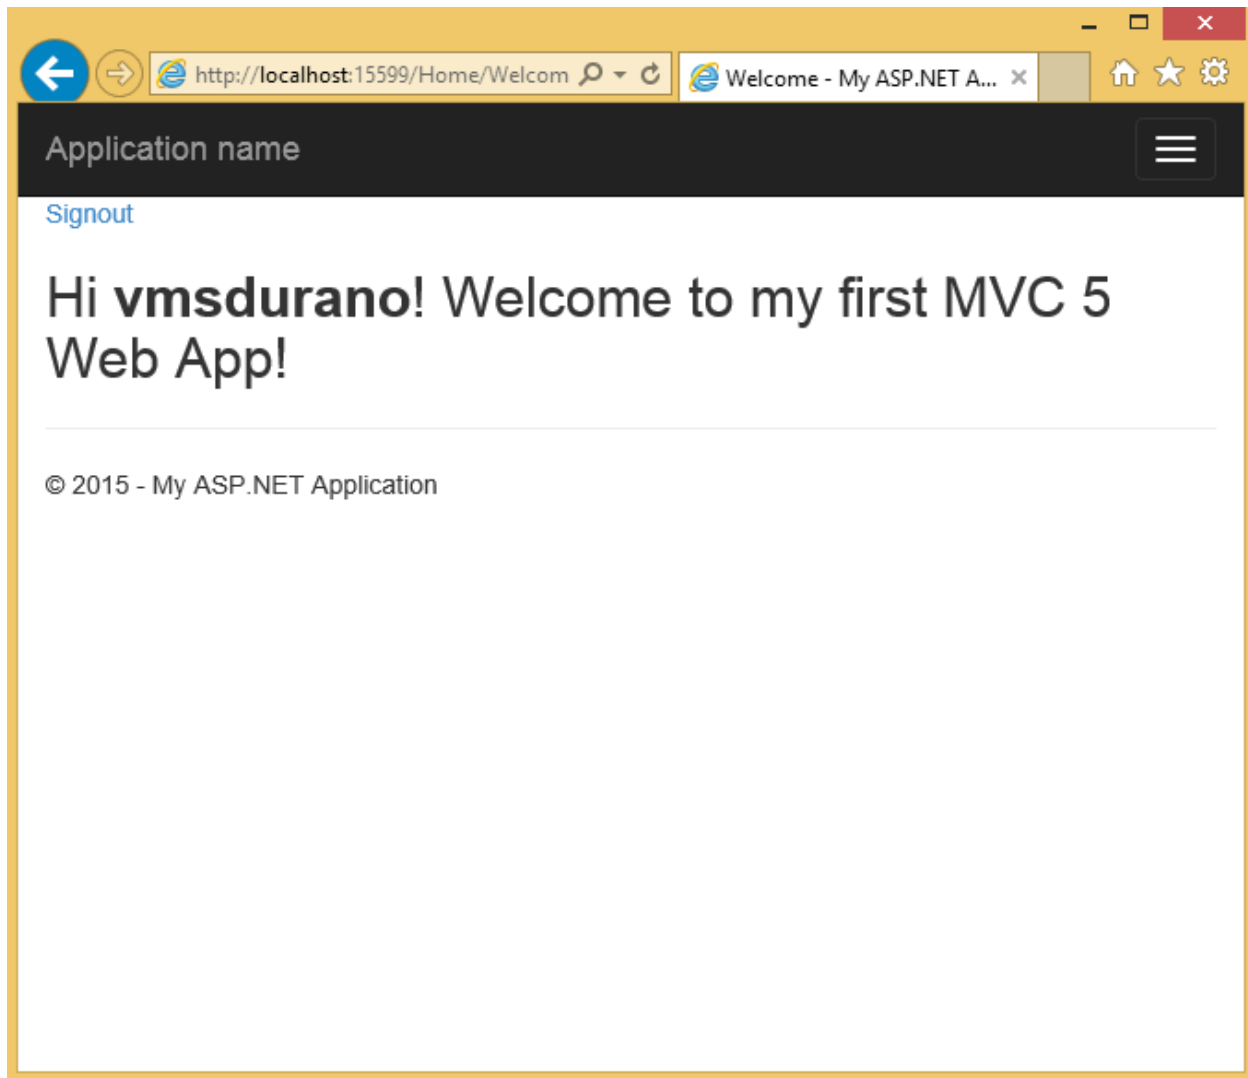 http://localhost:15599/Home/Welcom
Welcome - My ASP.NET A...
Application name
Signout
Hi vmsdurano! Welcome to my first MVC 5
Web App!
© 2015 - My ASP.NET Application